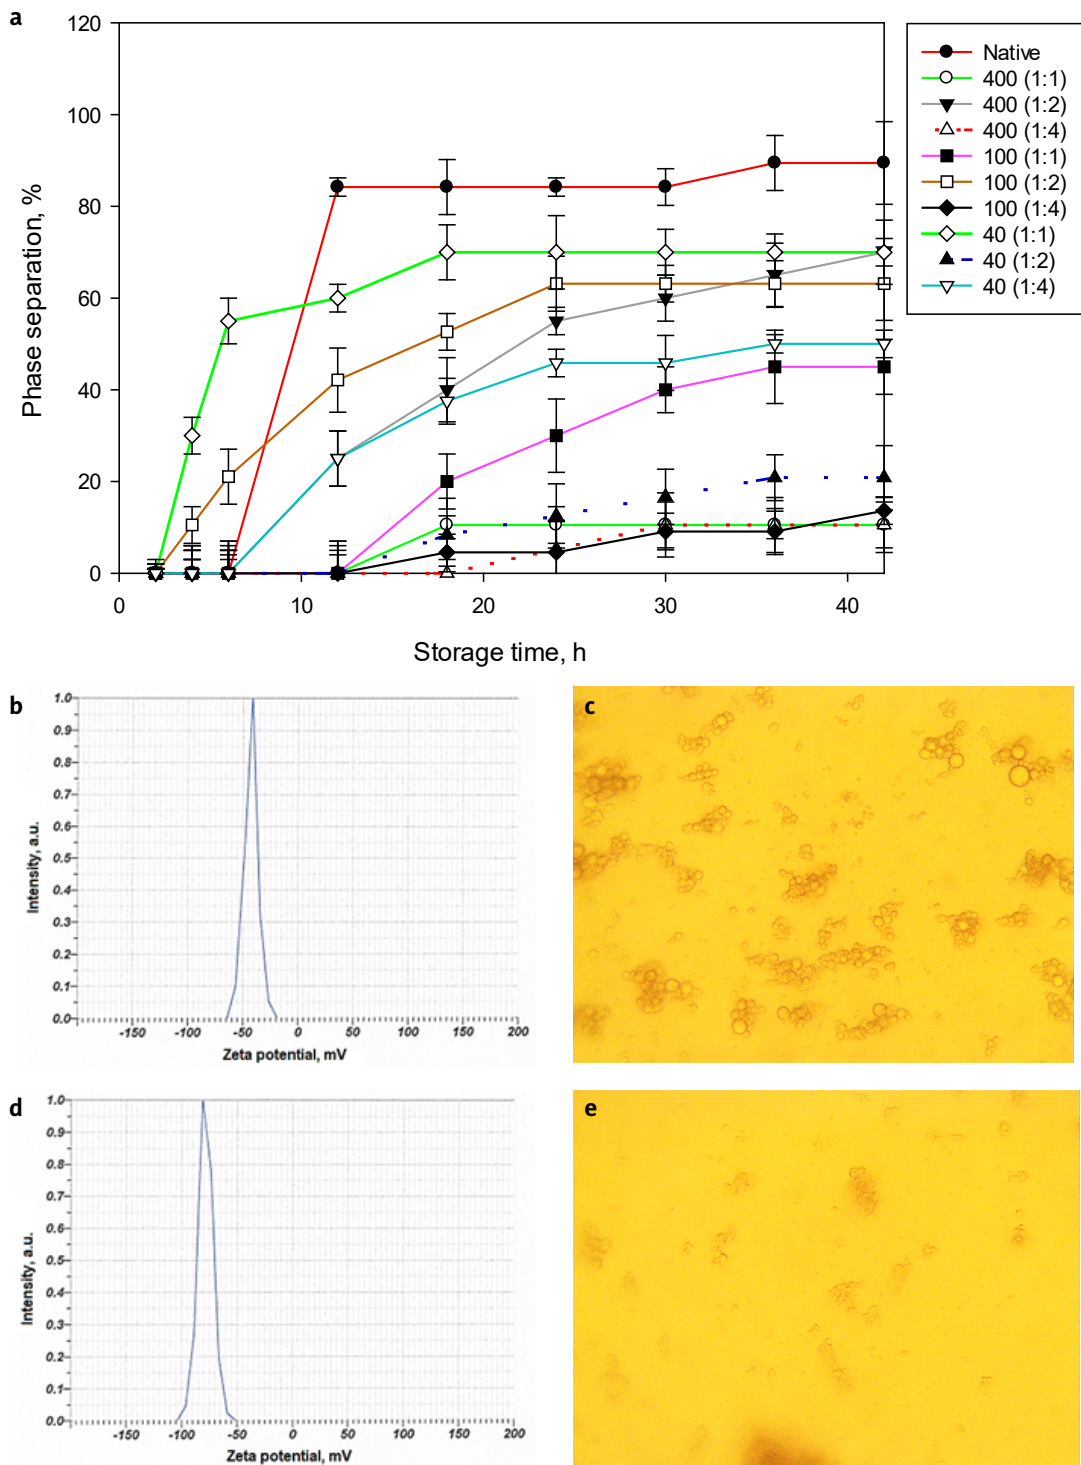 a
120
100
80
60
40
20
0
Phase separation, %
0 10 20 30 40
Storage time, h
Native
400 (1:1)
400 (1:2)
400 (1:4)
100 (1:1)
100 (1:2)
100 (1:4)
40 (1:1)
40 (1:2)
40 (1:4)
b
1.0
0.9
0.8
0.7
0.6
0.5
0.4
0.3
0.2
0.1
0.0
Intensity, a.u.
-150 -100 -50 0 50 100 150 200
Zeta potential, mV
c
d
1.0
0.9
0.8
0.7
0.6
0.5
0.4
0.3
0.2
0.1
0.0
Intensity, a.u.
-150 -100 -50 0 50 100 150 200
Zeta potential, mV
e